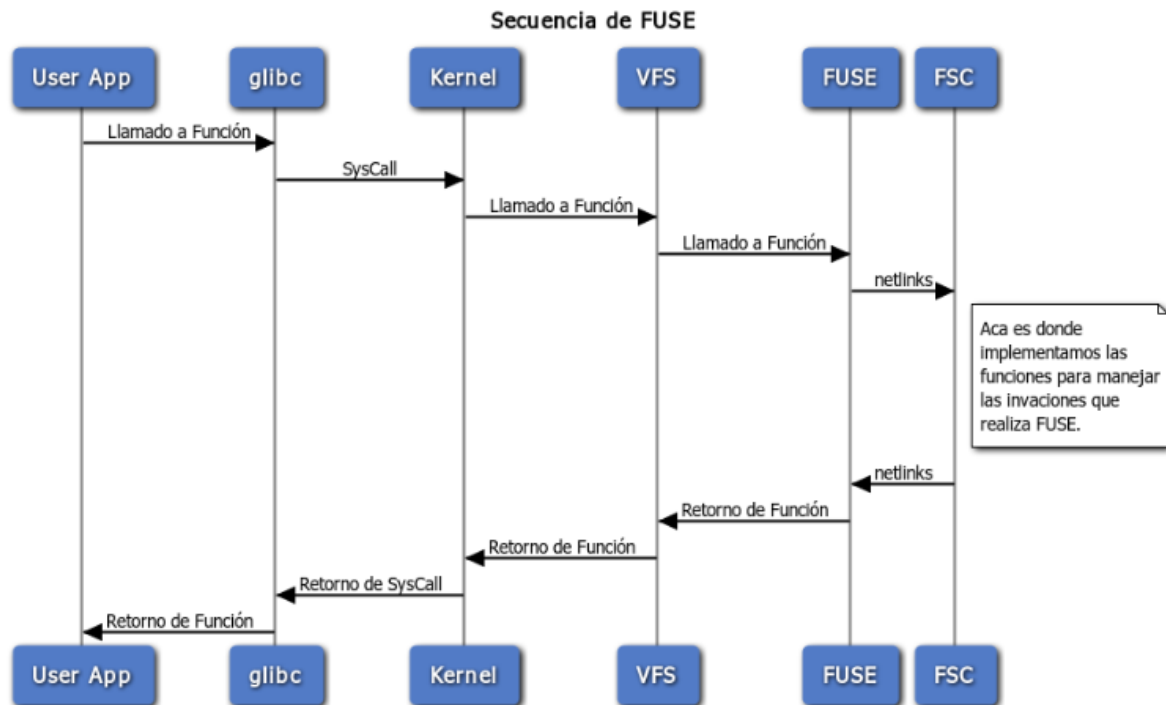 Secuencia de FUSE
User App
glibc
Kernel
VFS
FUSE
FSC
Llamado a Función
SysCall
Llamado a Función
Llamado a Función
netlinks
Aca es donde
implementamos las
funciones para manejar
las invaciones que
realiza FUSE.
netlinks
Retorno de Función
Retorno de Función
Retorno de SysCall
Retorno de Función
User App
glibc
Kernel
VFS
FUSE
FSC